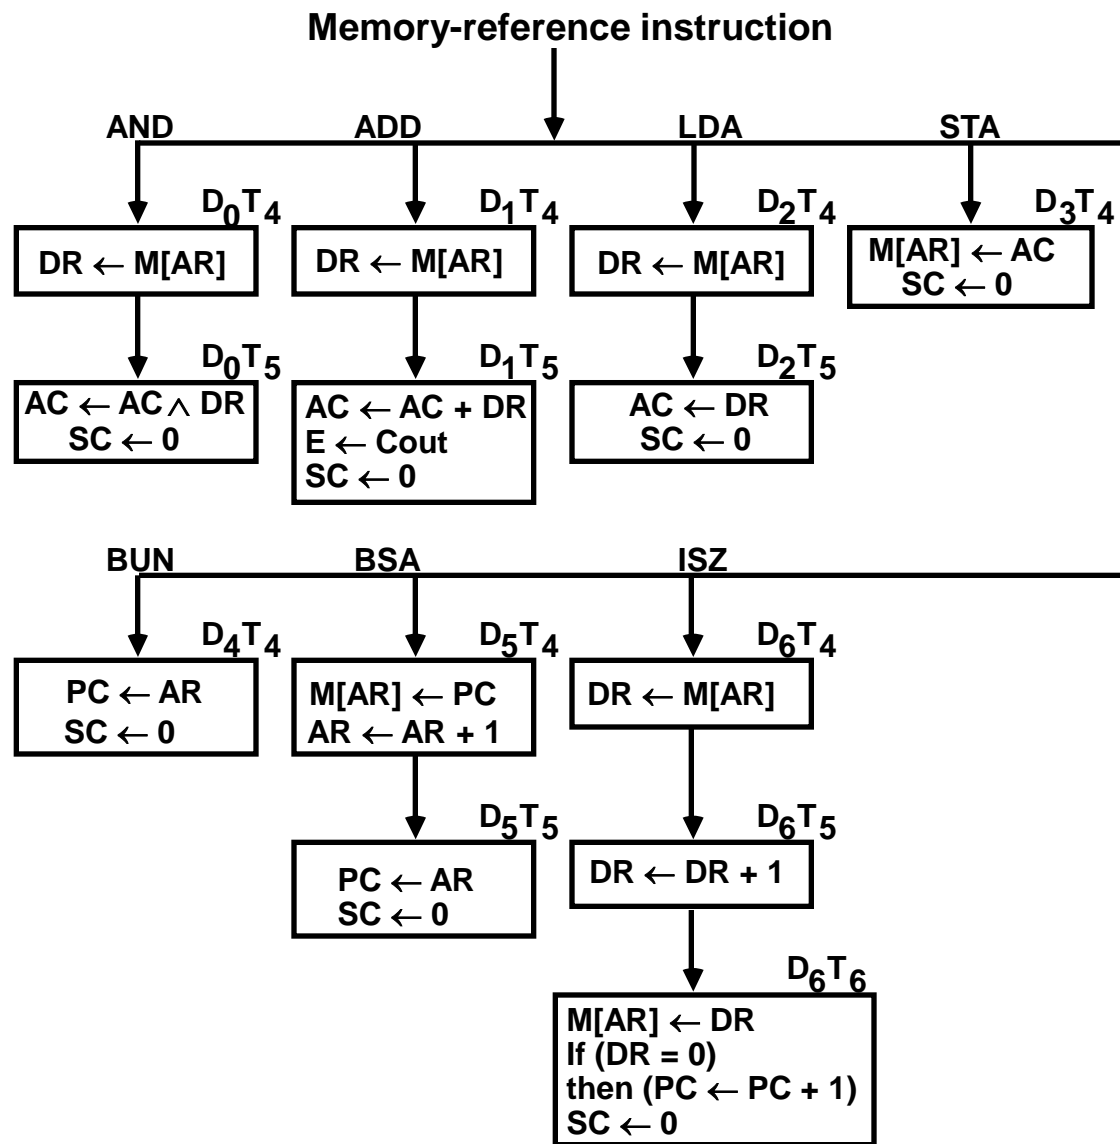 Memory-reference instruction
AND ADD LDA STA
D0T4 D1T4 D2T4 D3T4
DR ← M[AR] DR ← M[AR] DR ← M[AR] M[AR] ← AC
SC ← 0
D0T5 D1T5 D2T5
AC ← AC ∧ DR
SC ← 0
AC ← AC + DR
E ← Cout
SC ← 0
AC ← DR
SC ← 0
BUN BSA ISZ
D4T4 D5T4 D6T4
PC ← AR
SC ← 0
M[AR] ← PC
AR ← AR + 1
DR ← M[AR]
D5T5 D6T5
PC ← AR
SC ← 0
DR ← DR + 1
D6T6
M[AR] ← DR
If (DR = 0)
then (PC ← PC + 1)
SC ← 0